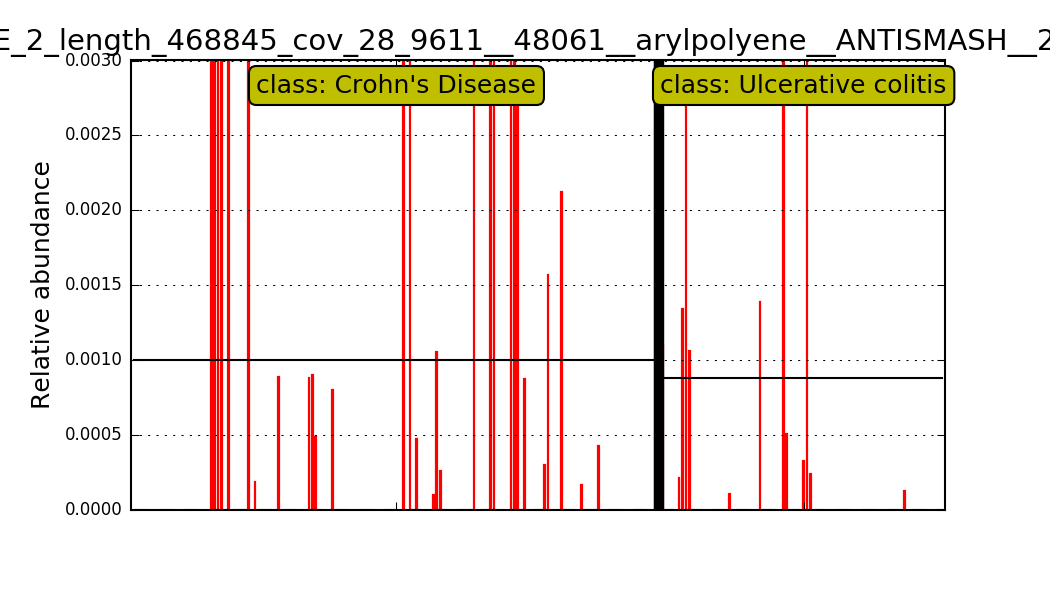 E_2_length_468845_cov_28_9611__48061__arylpolyene__ANTISMASH__2
class: Crohn's Disease
class: Ulcerative colitis
Relative abundance
0.0030
0.0025
0.0020
0.0015
0.0010
0.0005
0.0000